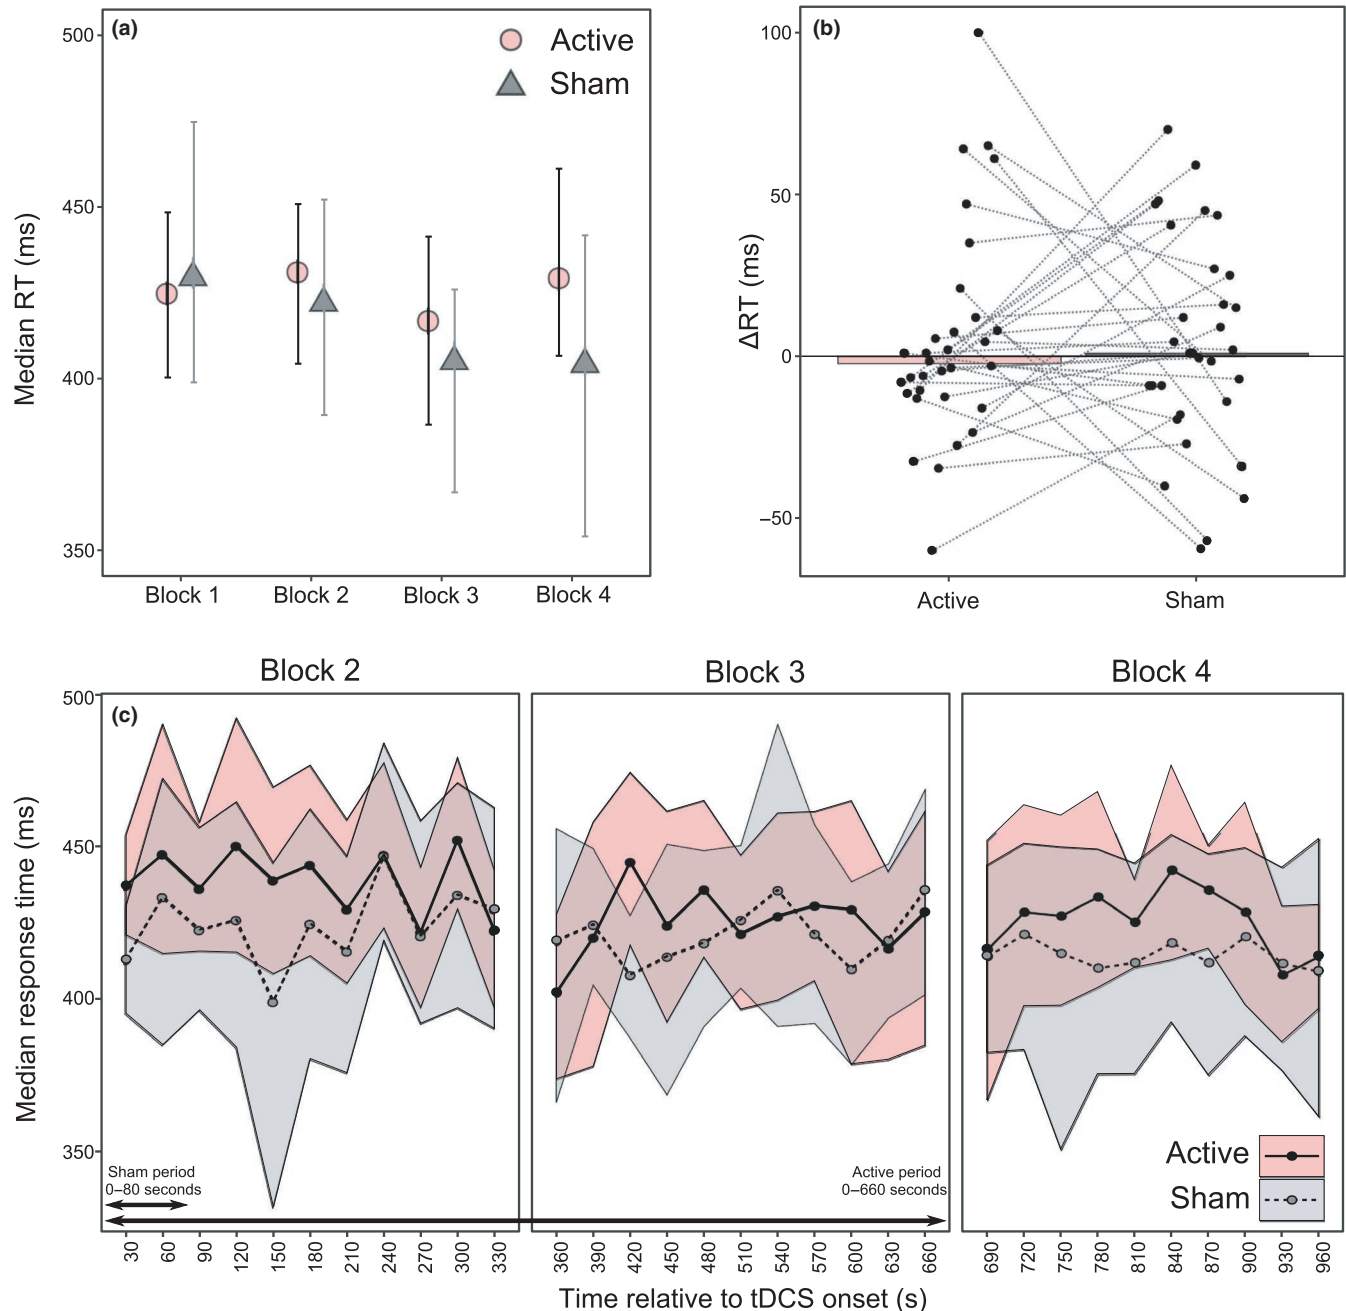 (a)
Active
Sham
500
450
400
350
Median RT (ms)
Block 1 Block 2 Block 3 Block 4
(b)
100
50
0
–50
ΔRT (ms)
Active Sham
Block 2 Block 3 Block 4
(c)
500
450
400
350
Median response time (ms)
Sham period
0–80 seconds
Active period
0–660 seconds
Active
Sham
30 60 90 120 150 180 210 240 270 300 330 360 390 420 450 480 510 540 570 600 630 660 690 720 750 780 810 840 870 900 930 960
Time relative to tDCS onset (s)